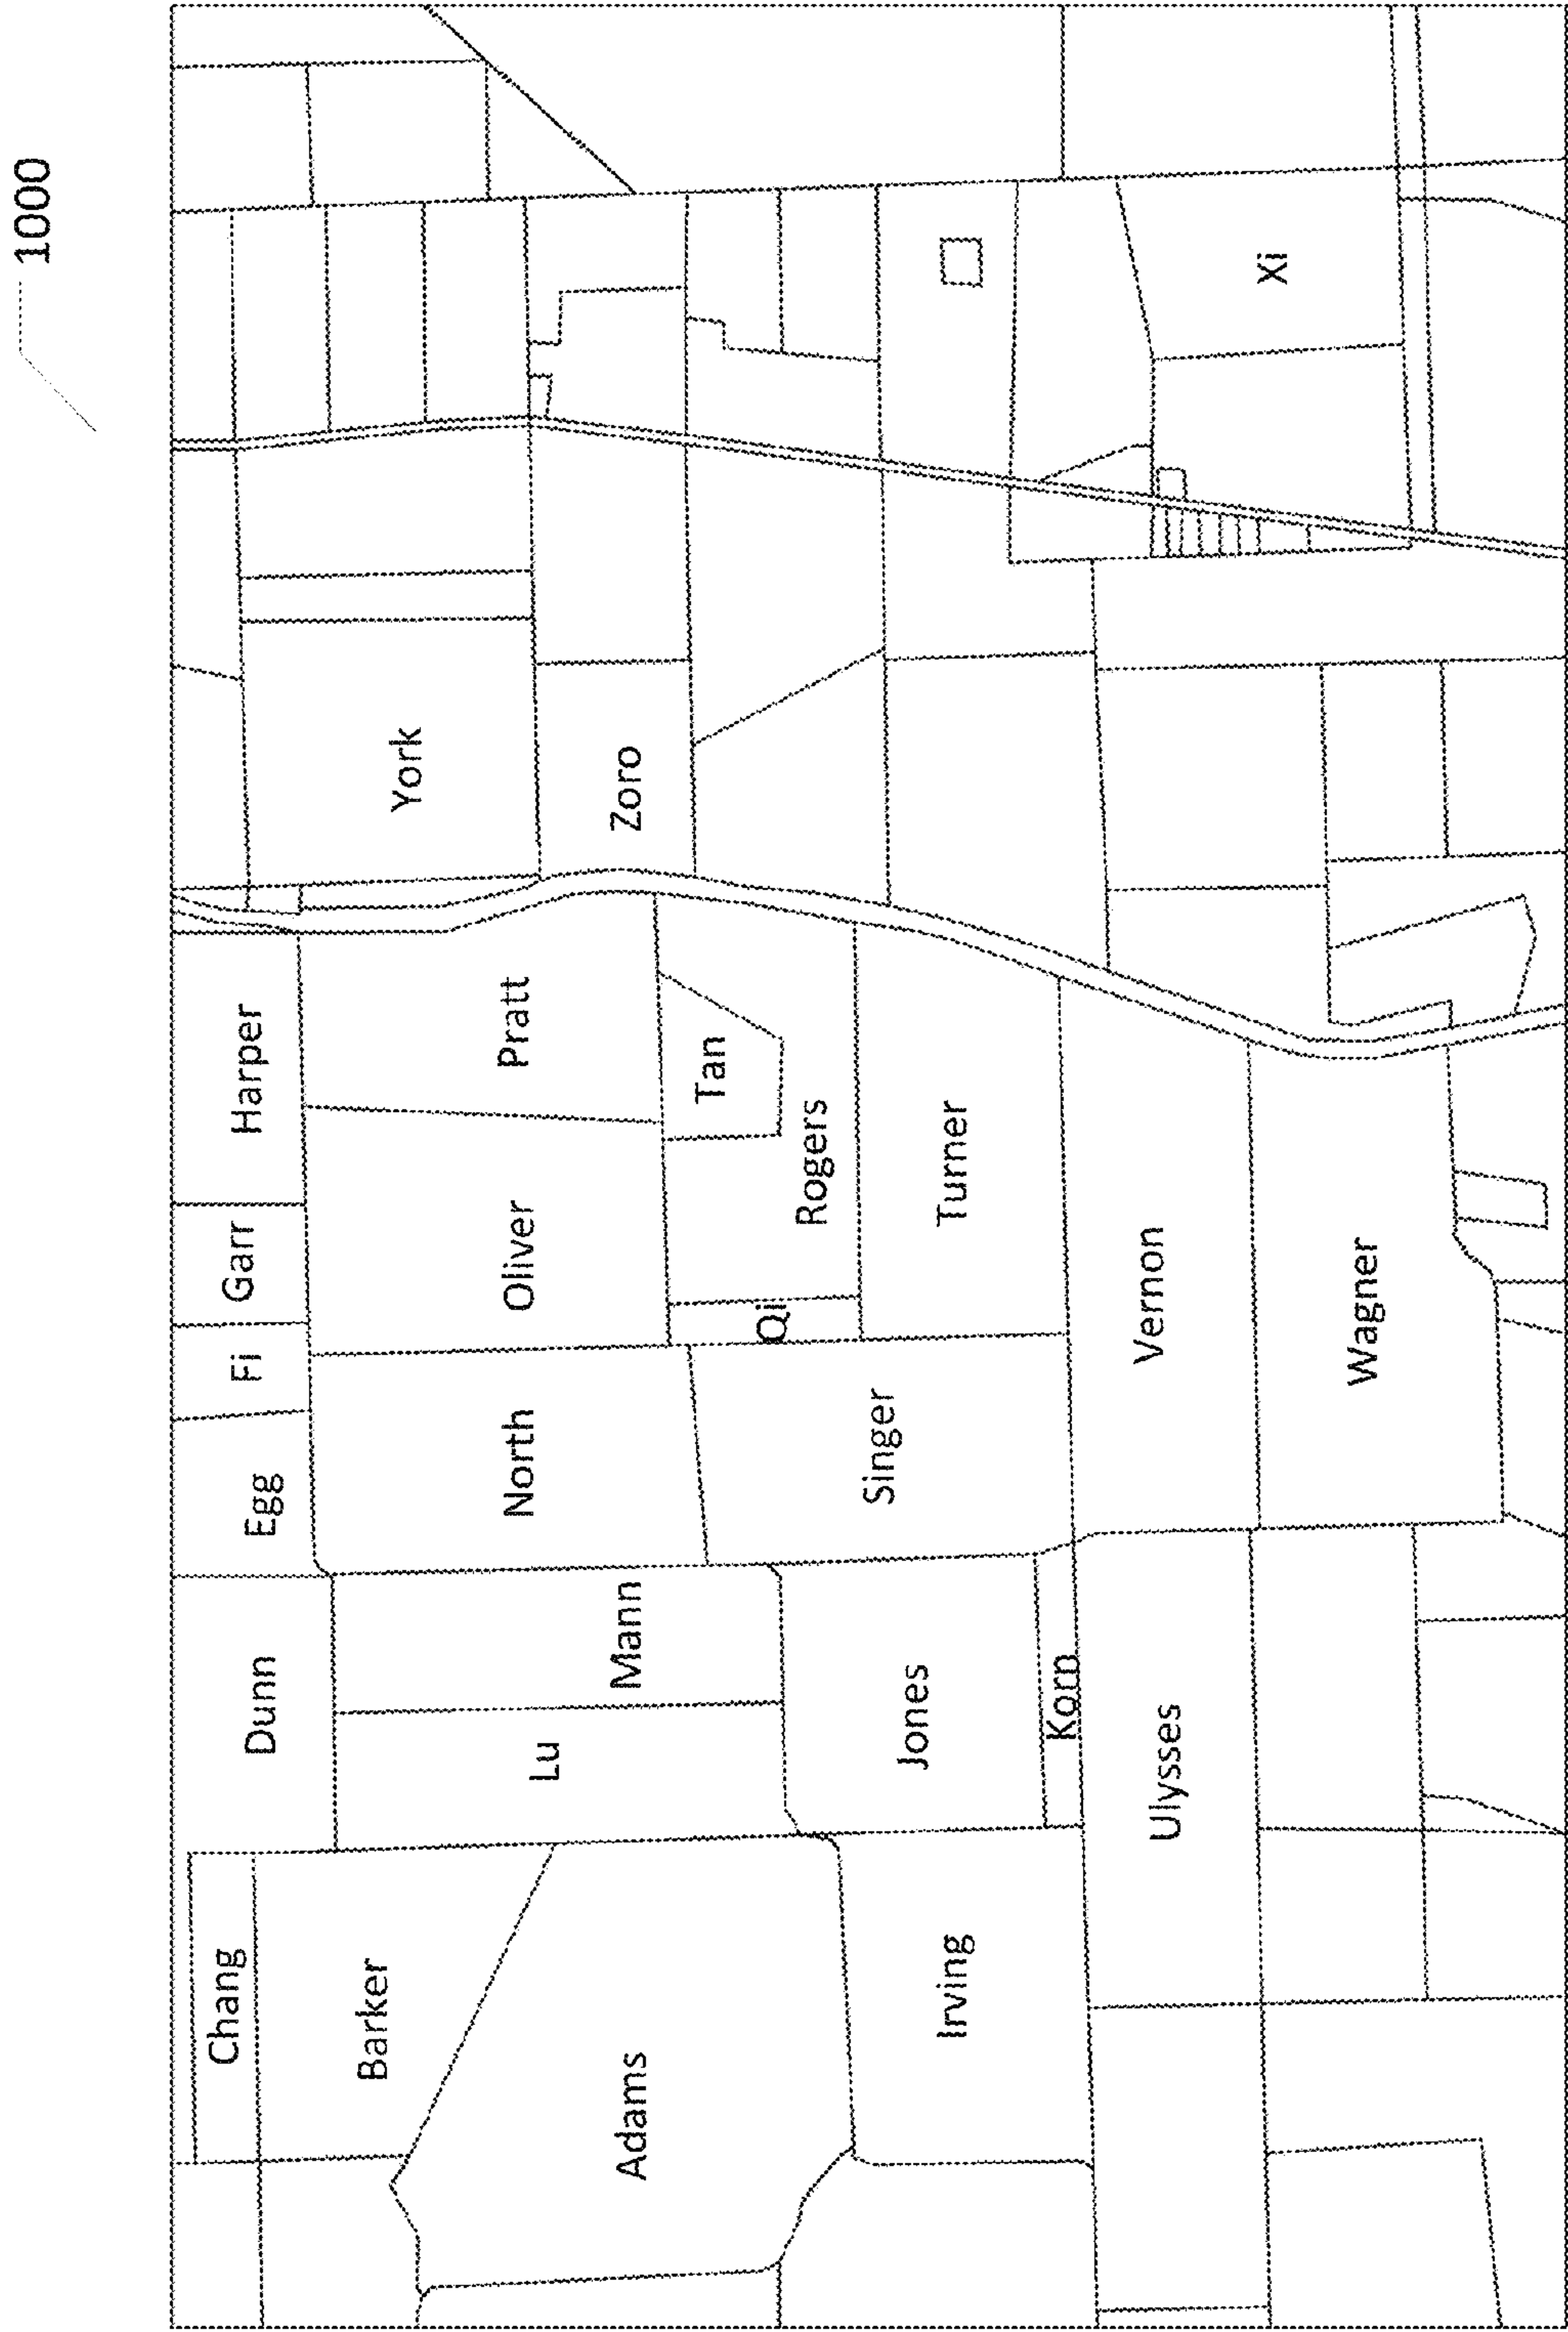 1000
Chang
Dunn
Egg
Fi
Garr
Harper
Barker
York
Lu
North
Oliver
Pratt
Adams
Mann
Zoro
Tan
Qi
Rogers
Singer
Jones
Irving
Turner
Korn
Ulysses
Vernon
Xi
Wagner